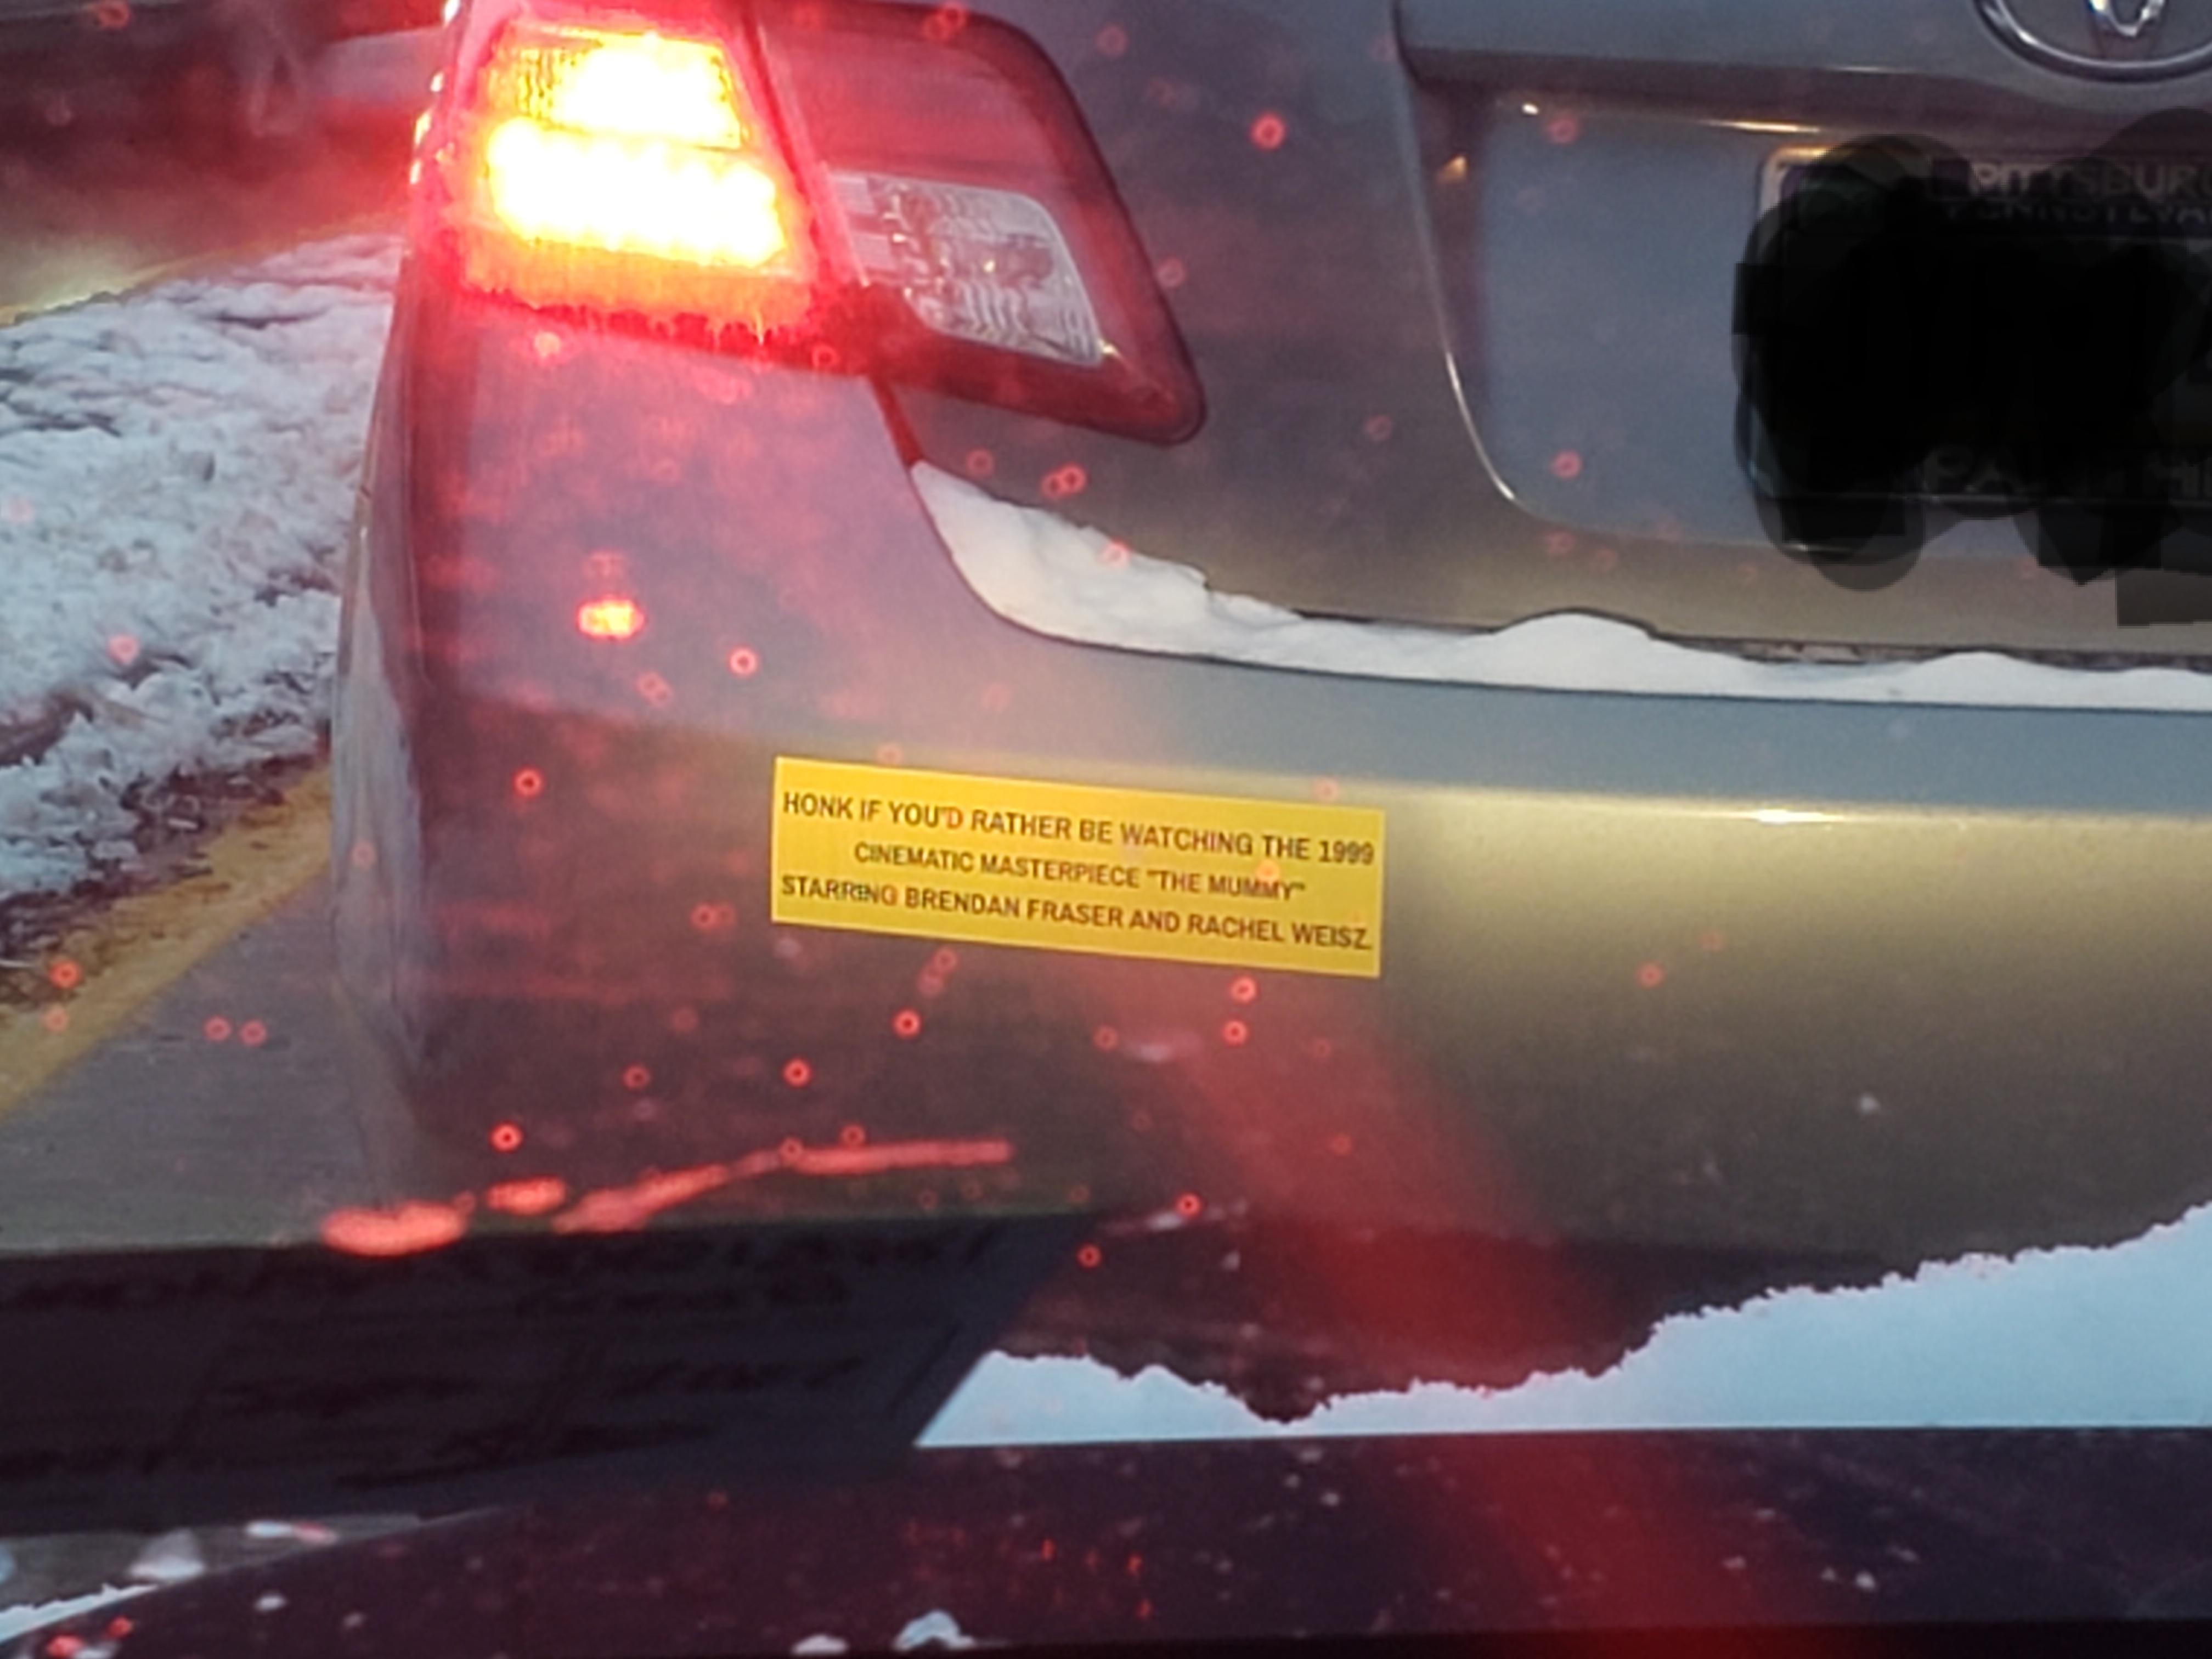 HONK IF YOU'D RATHER BE WATCHING THE 1999
CINEMATIC MASTERPIECE "THE MUMMY"
STARRING BRENDAN FRASER AND RACHEL WEISZ.